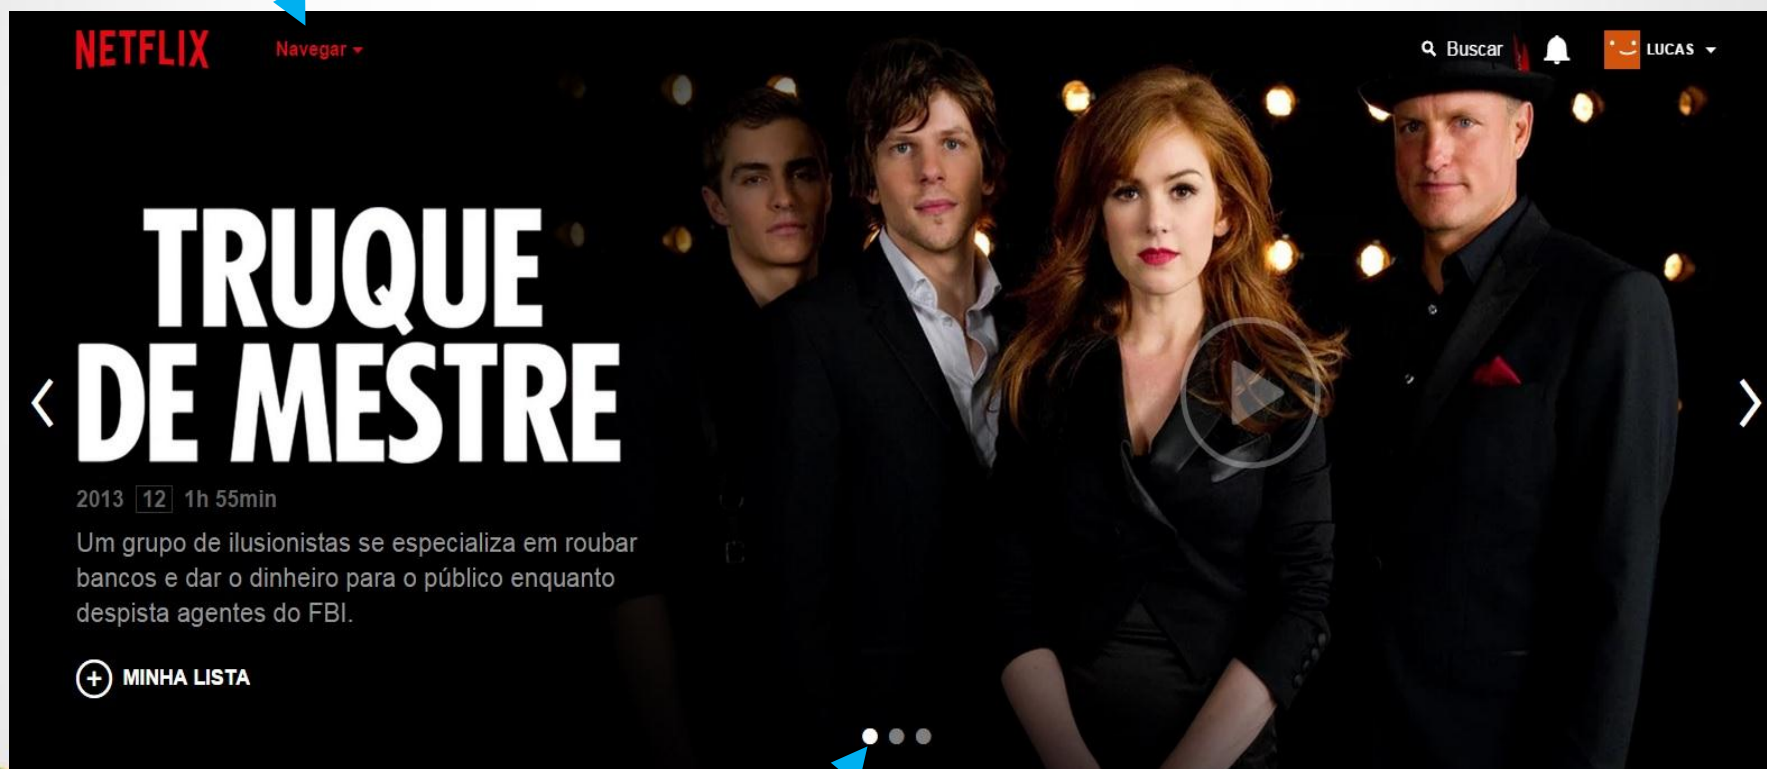 NETFLIX
Navegar
Buscar
LUCAS
TRUQUE
DE MESTRE
2013 12 1h 55min
Um grupo de ilusionistas se especializa em roubar
bancos e dar o dinheiro para o público enquanto
despista agentes do FBI.
+ MINHA LISTA